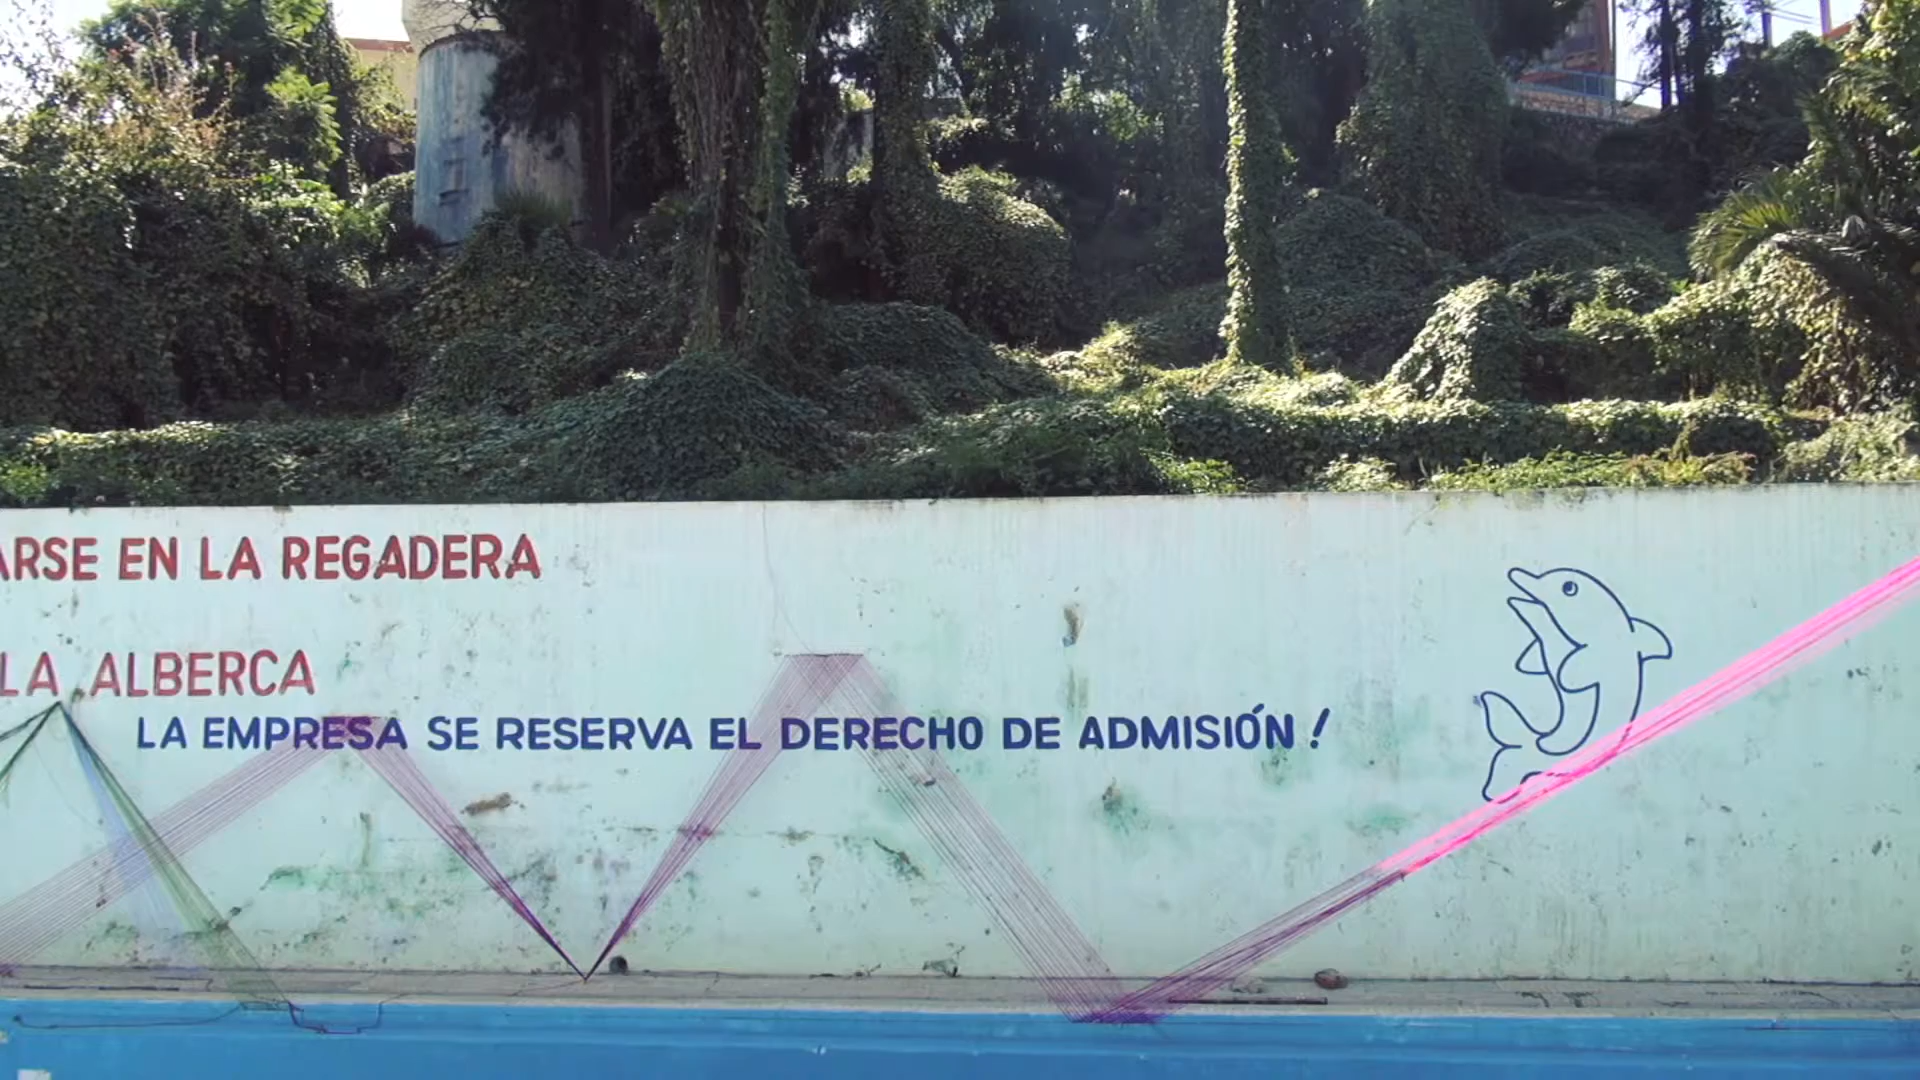 ARSE EN LA REGADERA
LA ALBERCA
LA EMPRESA SE RESERVA EL DERECHO DE ADMISIÓN !